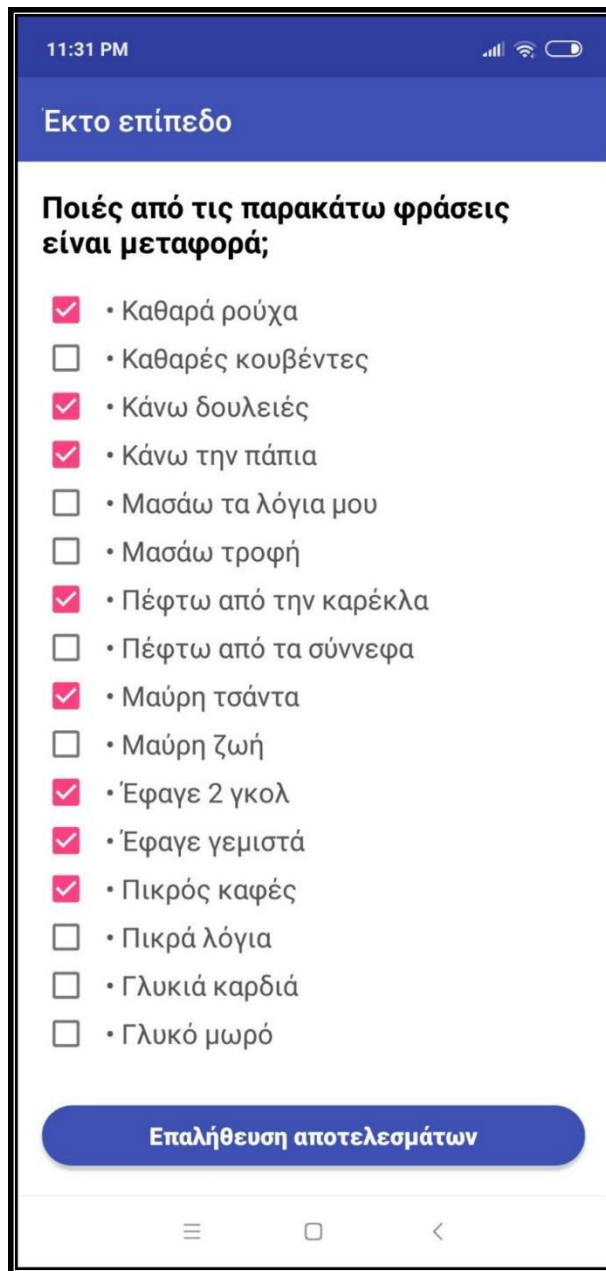 11:31 PM
Έκτο επίπεδο
Ποιές από τις παρακάτω φράσεις
είναι μεταφορά;
• Καθαρά ρούχα
• Καθαρές κουβέντες
• Κάνω δουλειές
• Κάνω την πάπια
• Μασάω τα λόγια μου
• Μασάω τροφή
• Πέφτω από την καρέκλα
• Πέφτω από τα σύννεφα
• Μαύρη τσάντα
• Μαύρη ζωή
• Έφαγε 2 γκολ
• Έφαγε γεμιστά
• Πικρός καφές
• Πικρά λόγια
• Γλυκιά καρδιά
• Γλυκό μωρό
Επαλήθευση αποτελεσμάτων